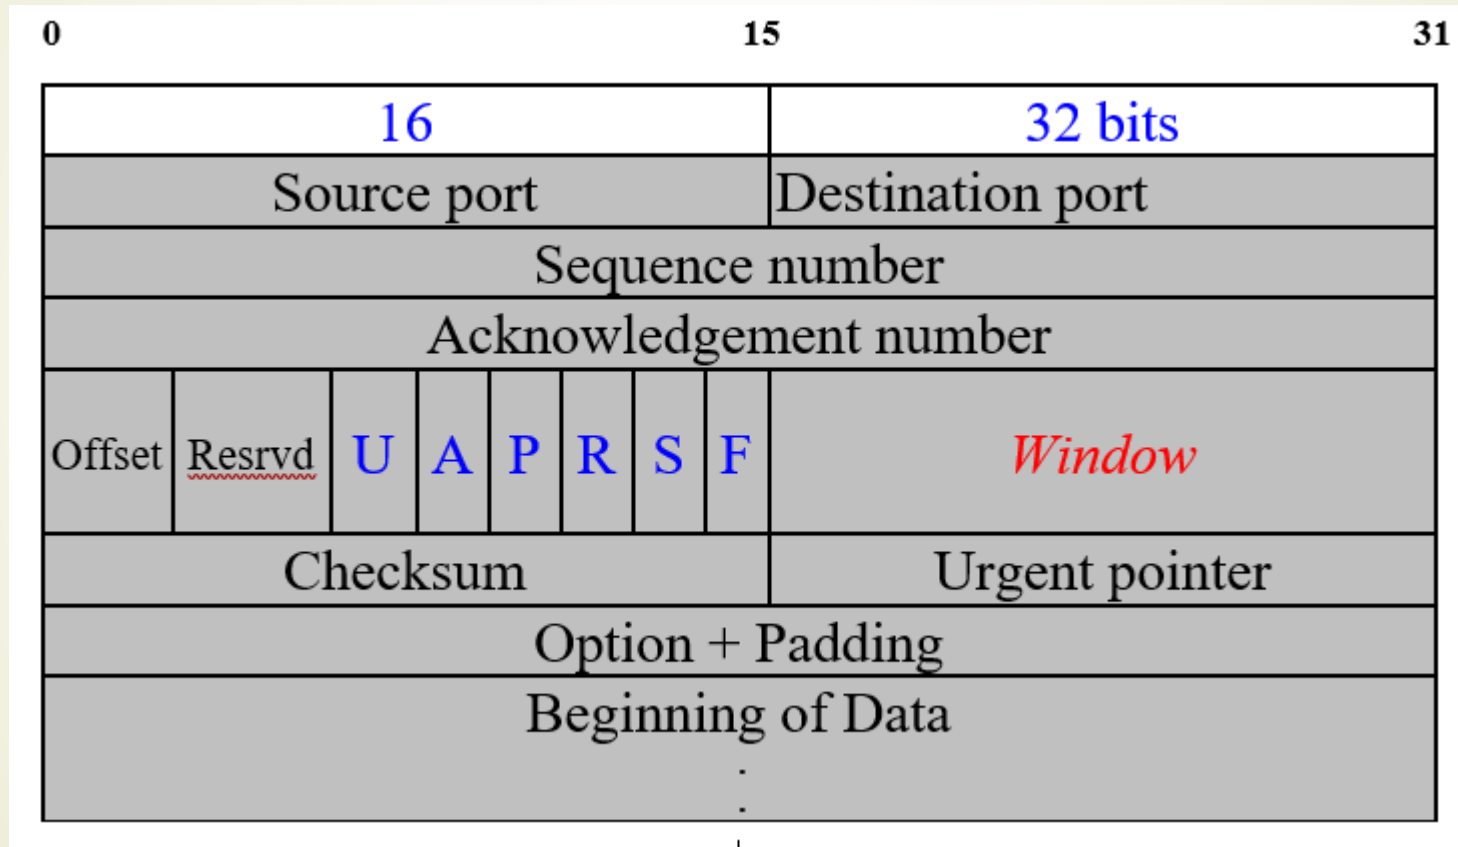 0 15 31
16 32 bits
Source port Destination port
Sequence number
Acknowledgement number
Offset Resrvd U A P R S F Window
Checksum Urgent pointer
Option + Padding
Beginning of Data
.
.